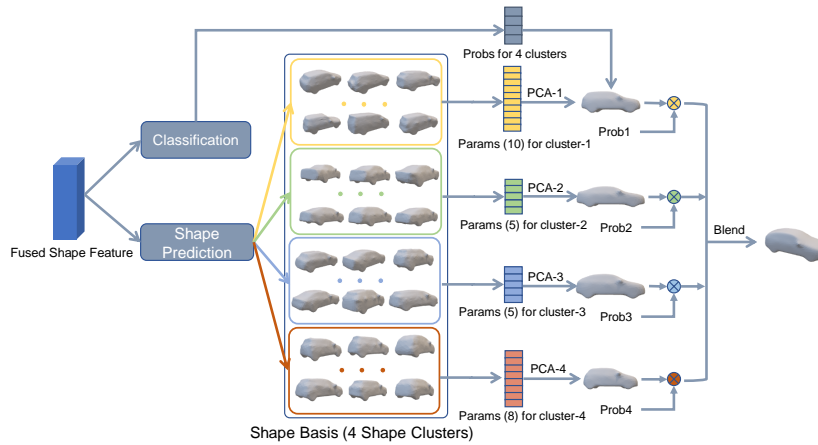 Probs for 4 clusters
PCA-1
Classification
Prob1
Params (10) for cluster-1
PCA-2
Shape
Prediction
Fused Shape Feature
Params (5) for cluster-2
Prob2
Blend
PCA-3
Params (5) for cluster-3
Prob3
PCA-4
Params (8) for cluster-4
Prob4
Shape Basis (4 Shape Clusters)